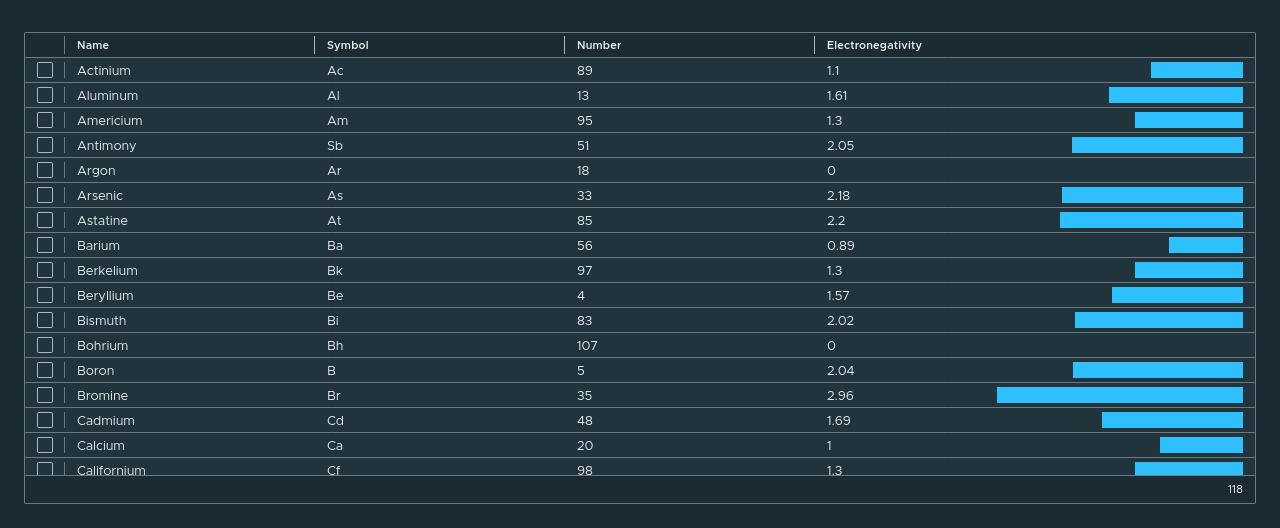 Name Symbol Number Electronegativity
Actinium Ac 89 1.1
Aluminum Al 13 1.61
Americium Am 95 1.3
Antimony Sb 51 2.05
Argon Ar 18 0
Arsenic As 33 2.18
Astatine At 85 2.2
Barium Ba 56 0.89
Berkelium Bk 97 1.3
Beryllium Be 4 1.57
Bismuth Bi 83 2.02
Bohrium Bh 107 0
Boron B 5 2.04
Bromine Br 35 2.96
Cadmium Cd 48 1.69
Calcium Ca 20 1
Californium Cf 98 1.3
118